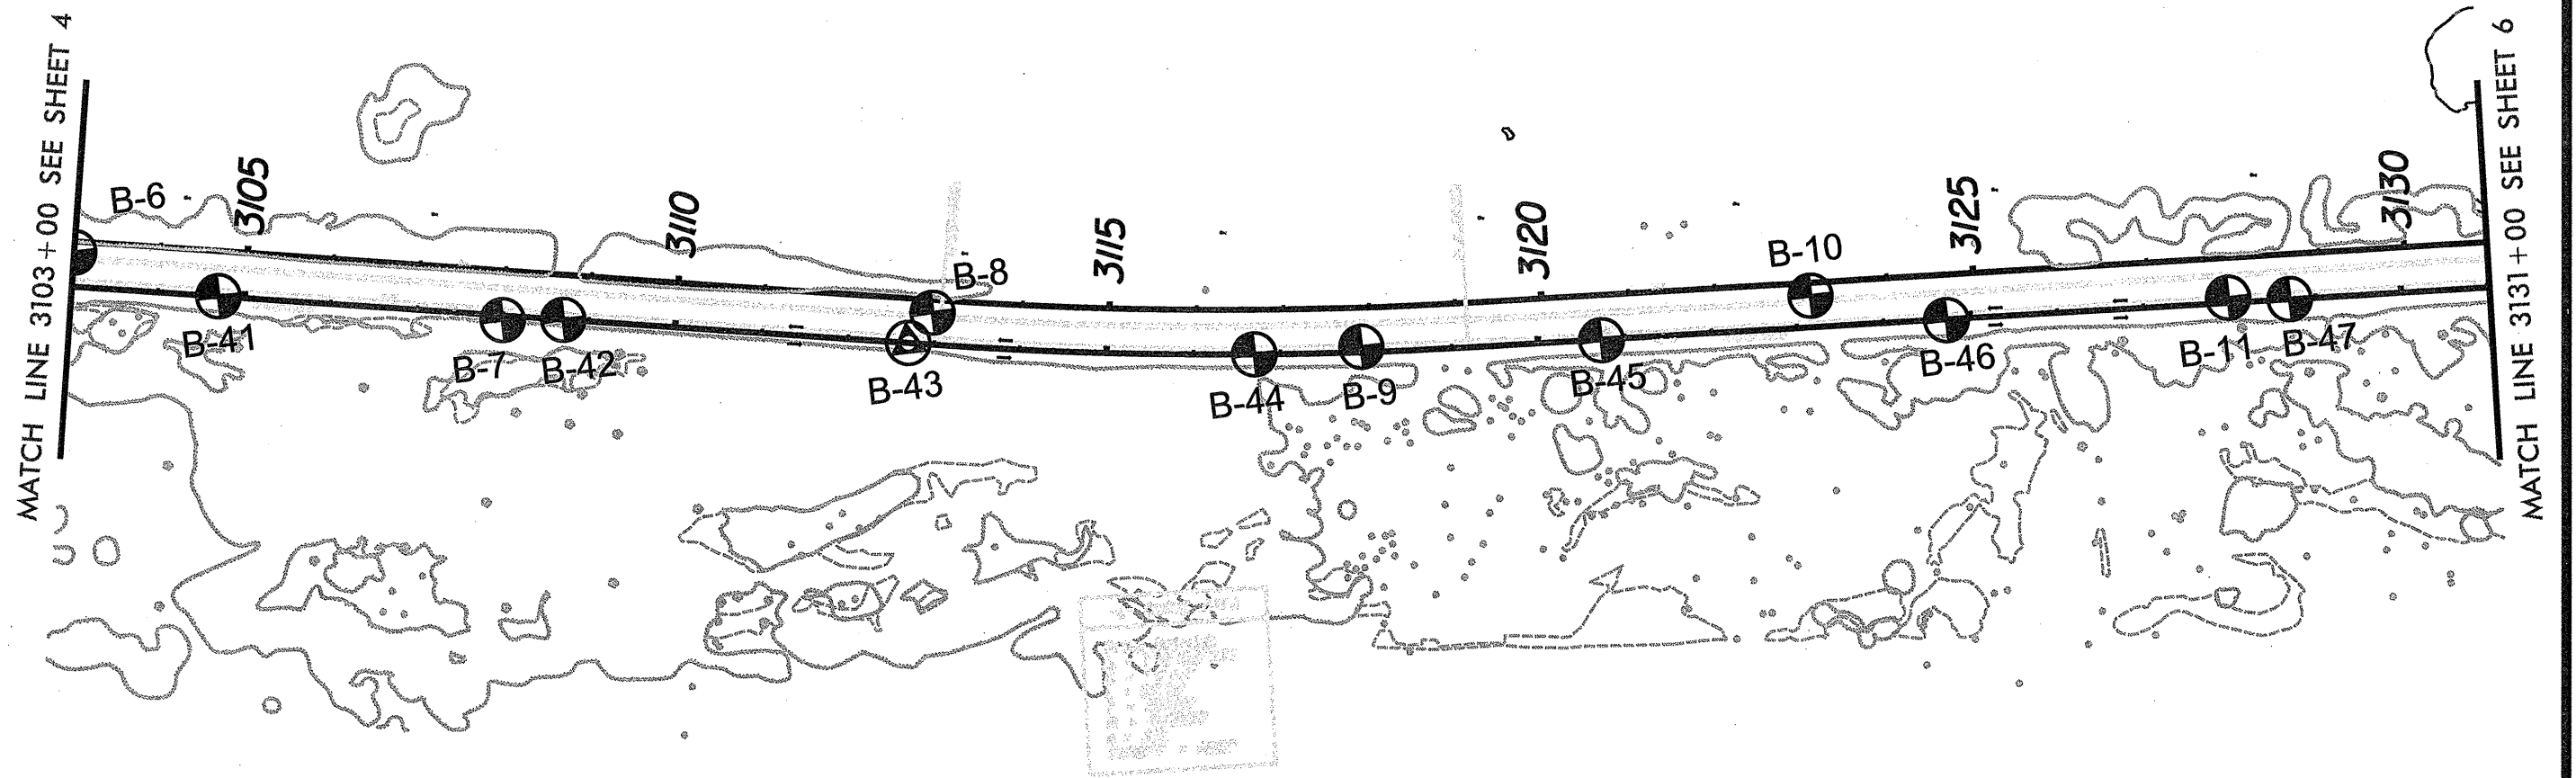 MATCH LINE 3103+00 SEE SHEET 4
B-6
3105
3110
3115
3120
3125
3130
B-8
B-10
B-41
B-7
B-42
B-43
B-44
B-9
B-45
B-46
B-11
B-47
MATCH LINE 3131+00 SEE SHEET 6